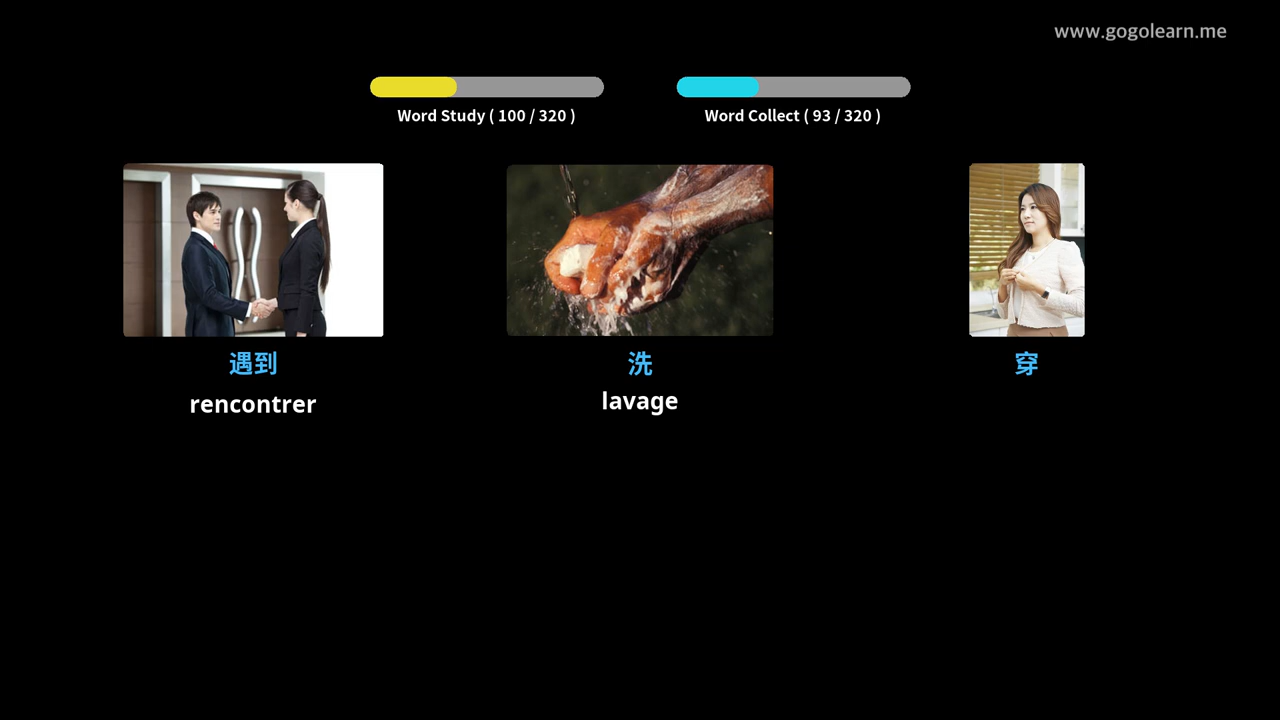 www.gogolearn.me
Word Study ( 100 / 320 )
Word Collect ( 93 / 320 )
遇到
洗
穿
rencontrer
lavage